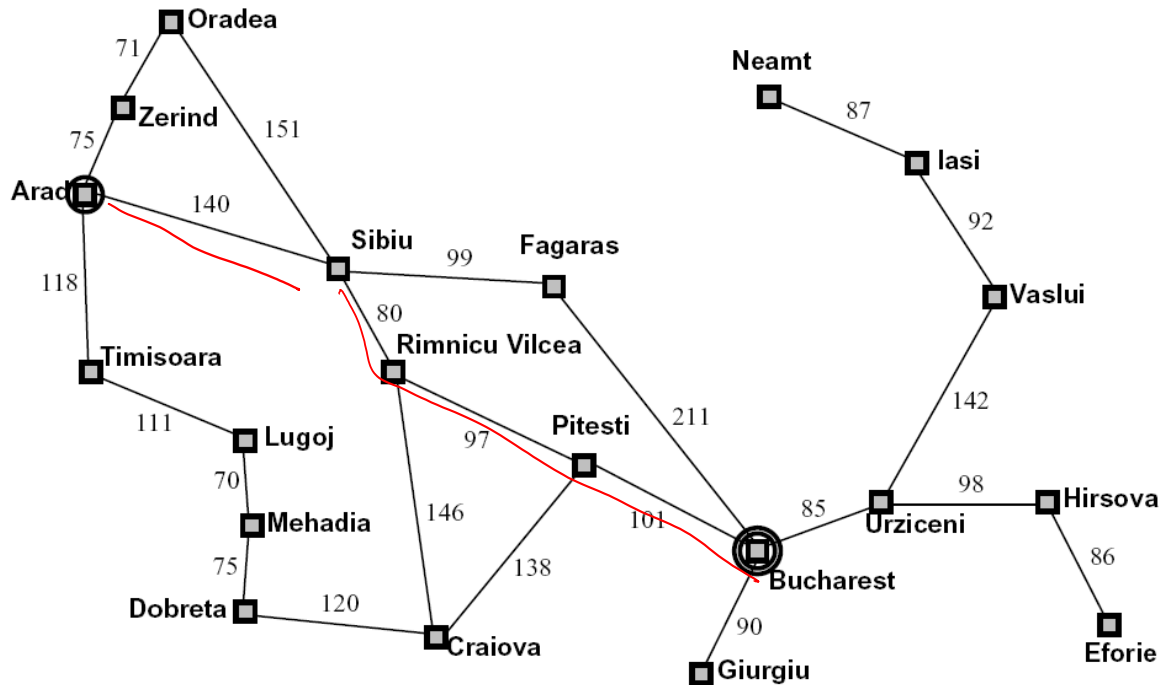 Oradea
71
Neamt
87
Zerind
151
75
Iasi
Arad
140
92
Sibiu
Fagaras
99
118
Vaslui
80
Rimnicu Vilcea
Timisoara
142
111
211
Lugoj
97
Pitesti
70
98
Hirsova
85
Urziceni
Mehadia
146
101
86
75
138
Bucharest
Dobreta
120
90
Craiova
Eforie
Giurgiu